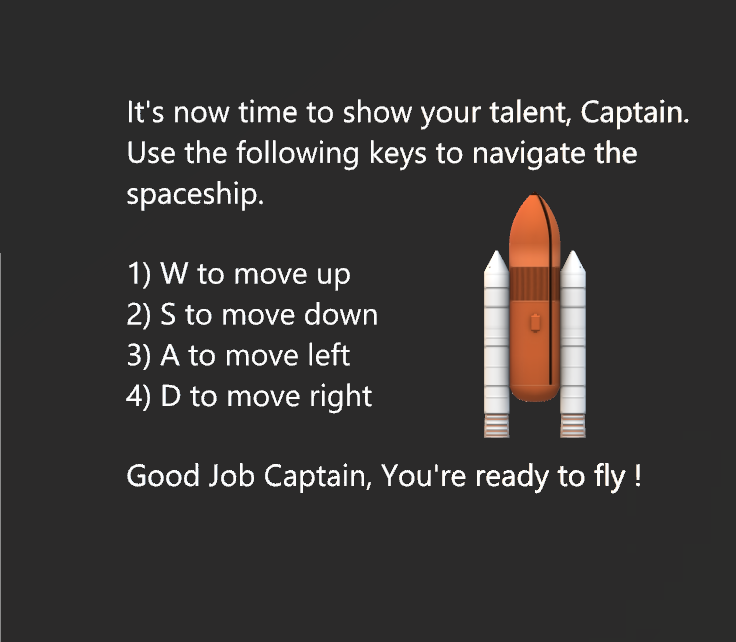 It's now time to show your talent, Captain.
Use the following keys to navigate the
spaceship.
1) W to move up
2) S to move down
3) A to move left
4) D to move right
Good Job Captain, You're ready to fly !